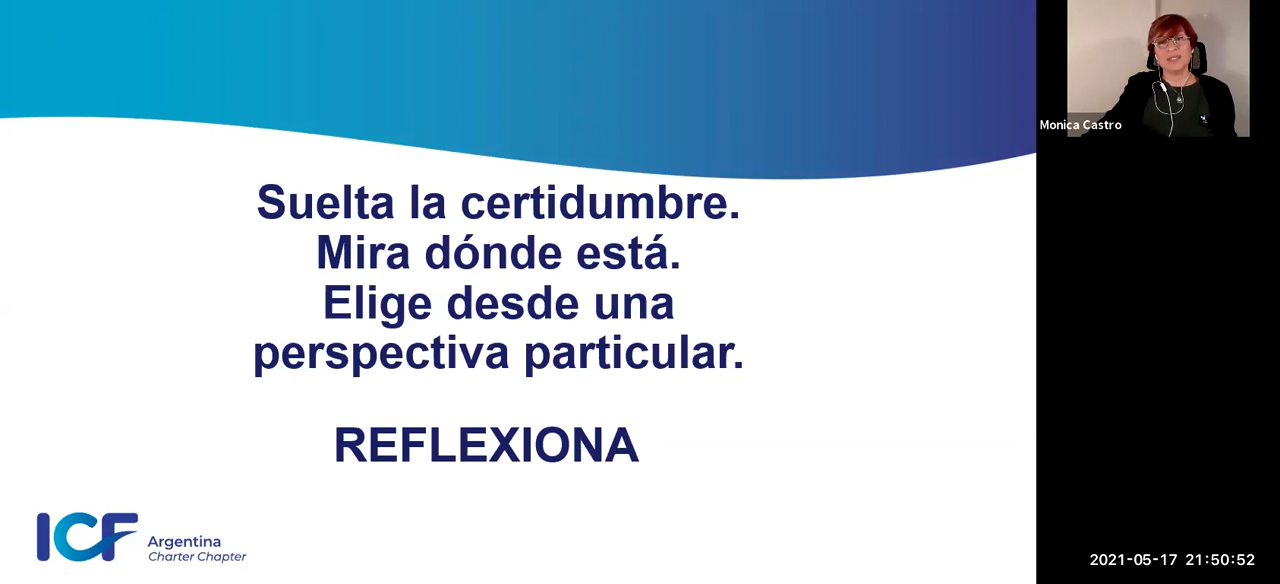 Suelta la certidumbre.
Mira dónde está.
Elige desde una
perspectiva particular.
REFLEXIONA
ICF Argentina
Charter Chapter
Monica Castro
2021-05-17 21:50:52